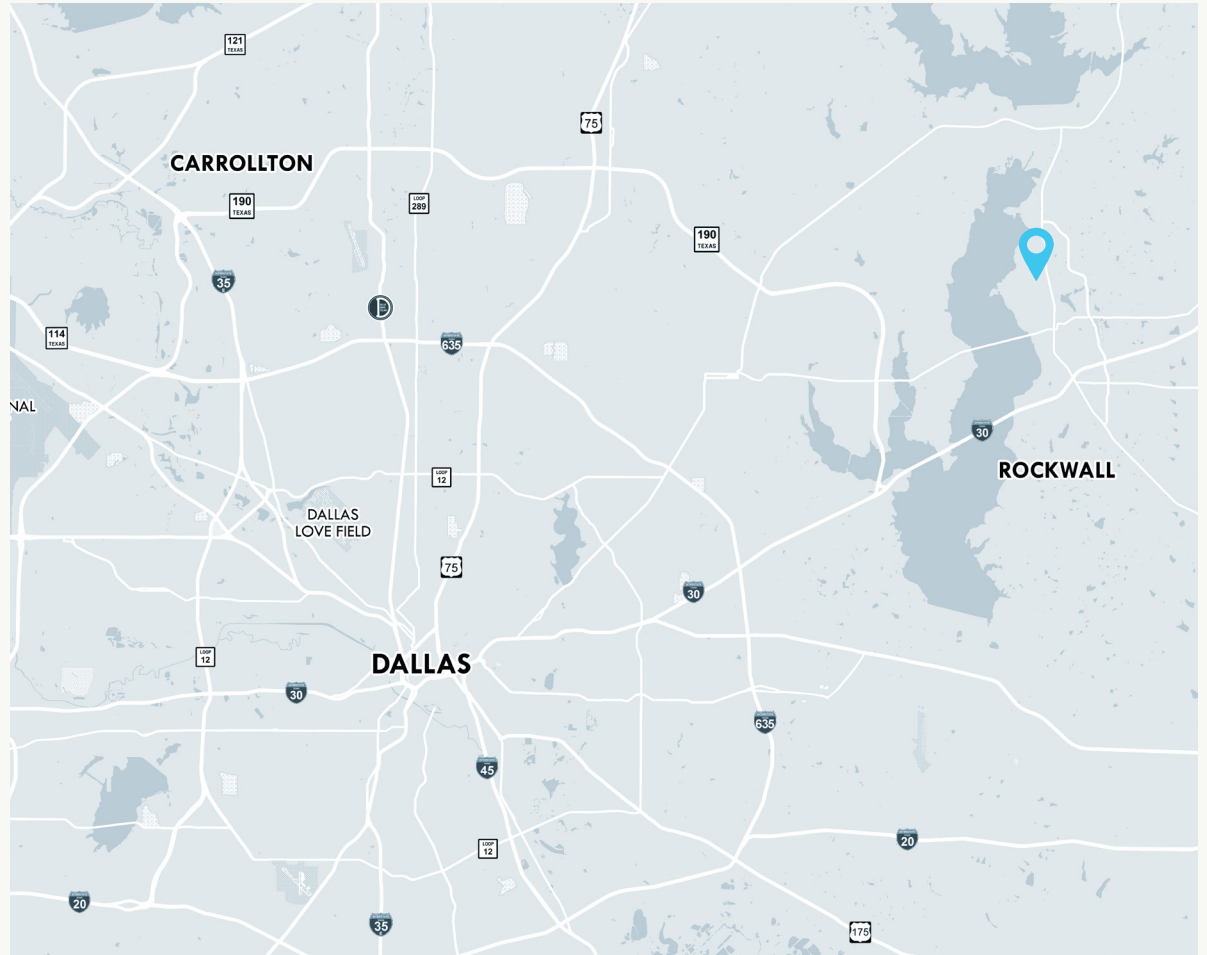 121
TEXAS
75
CARROLLTON
190
TEXAS
LOOP
289
190
TEXAS
35
D
114
TEXAS
635
NAL
30
ROCKWALL
LOOP
12
DALLAS
LOVE FIELD
75
30
LOOP
12
DALLAS
30
635
45
20
LOOP
12
20
35
175